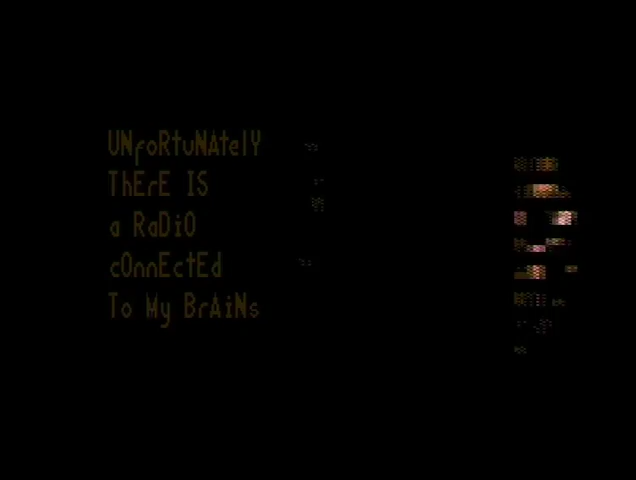 UNfoRtuNAtelY
ThErE IS
a RaDiO
cOnnEctEd
To My BrAiNs